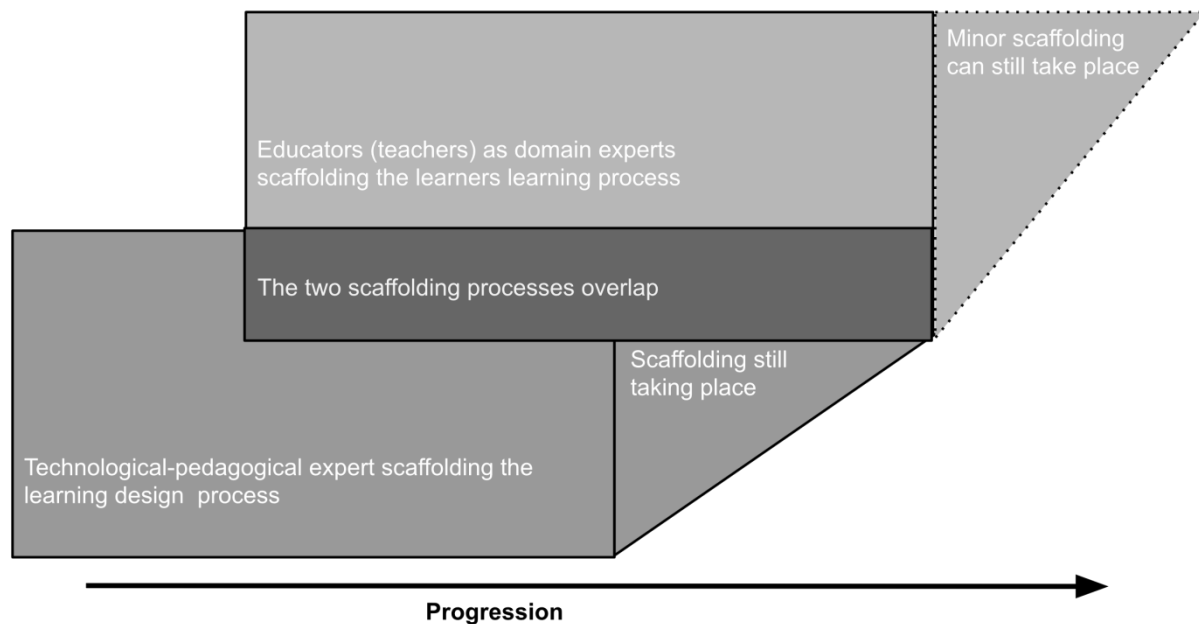 Minor scaffolding
can still take place
Educators (teachers) as domain experts
scaffolding the learners learning process
The two scaffolding processes overlap
Scaffolding still
taking place
Technological-pedagogical expert scaffolding the
learning design process
Progression